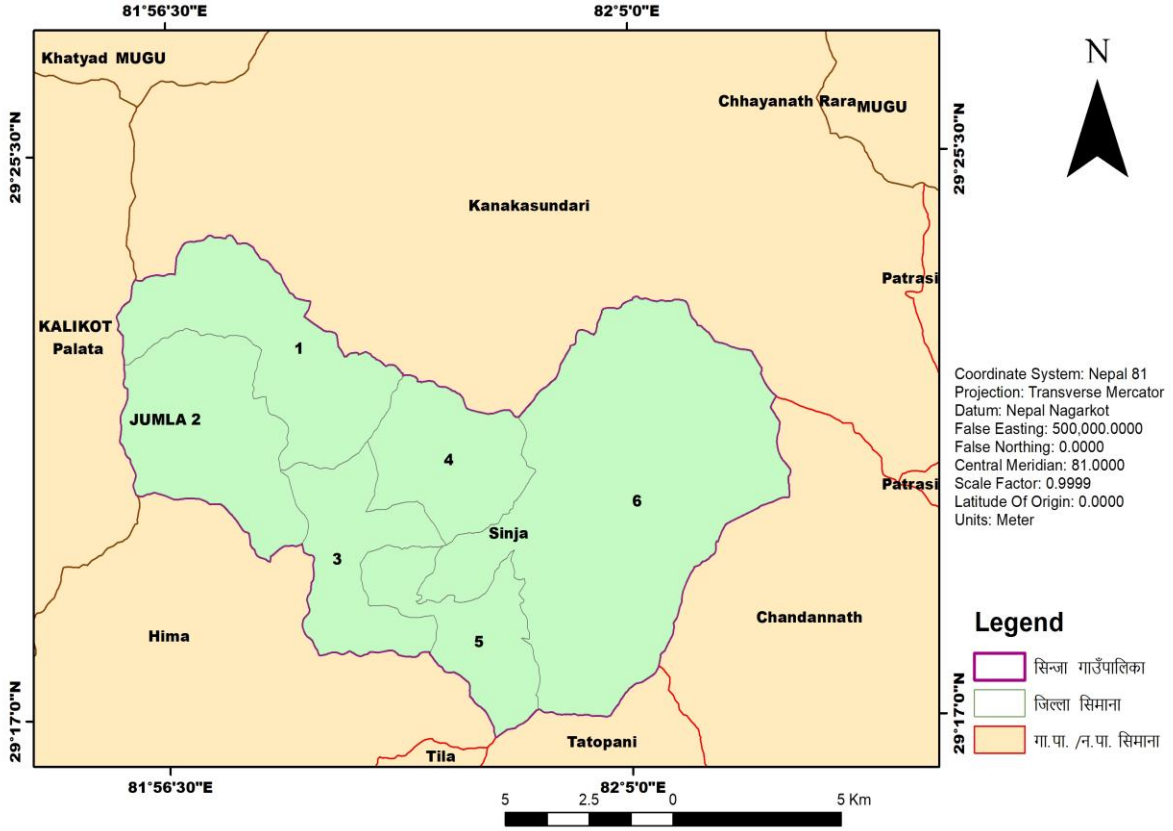 81°56'30"E
82°5'0"E
N
Khatyad MUGU
Chhayanath Rara MUGU
29°25'30"N
29°25'30"N
Kanakasundari
Patrasi
KALIKOT
Palata
1
JUMLA 2
4
6
Patrasi
Sinja
3
5
Hima
Chandannath
Tatopani
Tila
29°17'0"N
29°17'0"N
81°56'30"E
82°5'0"E
5 2.5 0 5 Km
Coordinate System: Nepal 81
Projection: Transverse Mercator
Datum: Nepal Nagarkot
False Easting: 500,000.0000
False Northing: 0.0000
Central Meridian: 81.0000
Scale Factor: 0.9999
Latitude Of Origin: 0.0000
Units: Meter
Legend
सिन्जा गाउँपालिका
जिल्ला सिमाना
गा.पा. /न.पा. सिमाना